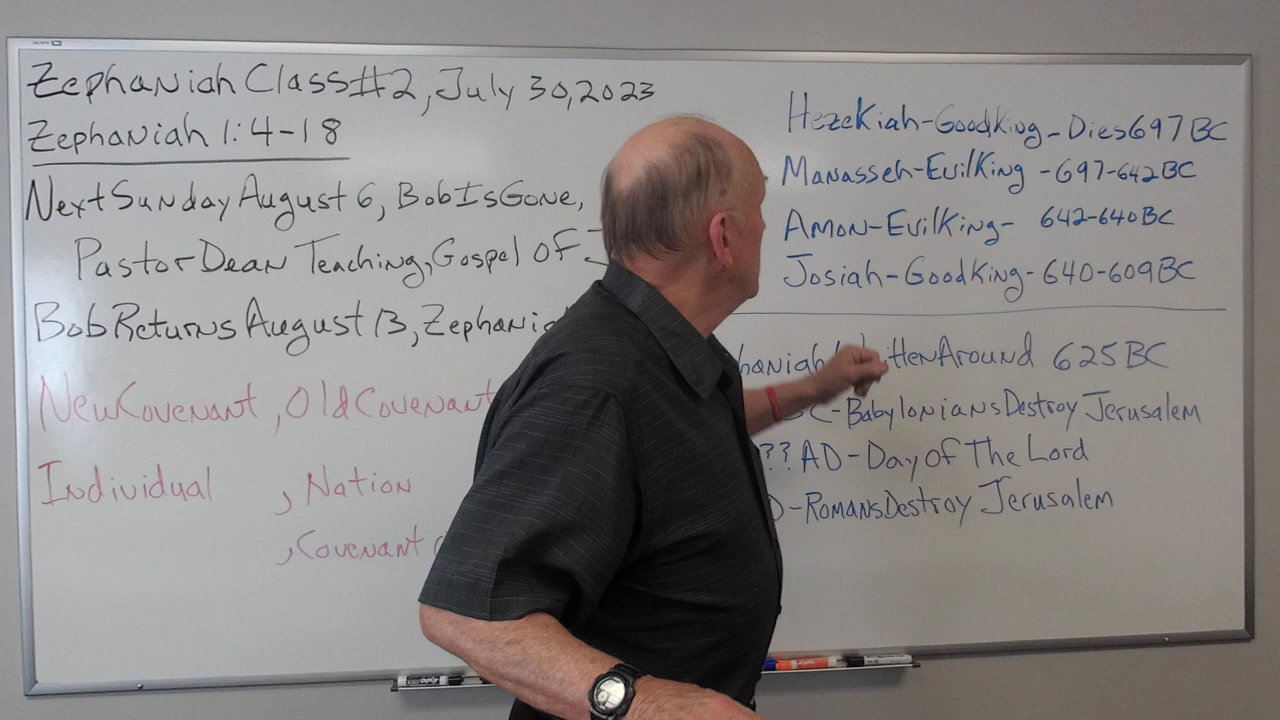 Zephaniah Class #2, July 30, 2023
Zephaniah 1:4-18
Next Sunday August 6, Bob Is Gone,
Pastor Dean Teaching, Gospel Of
Bob Returns August 13,
New Covenant, Old Covenant
Individual , Nation
, Covenant
Hezekiah-Good King-Dies 697 BC
Manasseh-Evil King -697-642 BC
Amon-Evil King- 642-640 BC
Josiah-Good King-640-609 BC
Around 625 BC
-Babylonians Destroy Jerusalem
?? AD-Day Of The Lord
-Romans Destroy Jerusalem